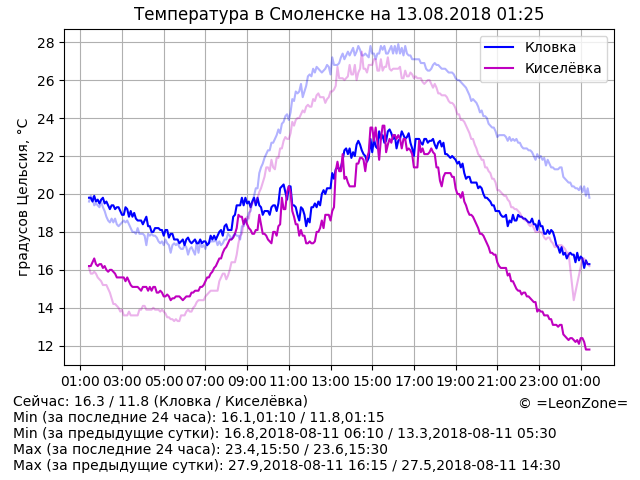 Температура в Смоленске на 13.08.2018 01:25
градусов Цельсия, °C
28
26
24
22
20
18
16
14
12
Кловка
Киселёвка
01:00 03:00 05:00 07:00 09:00 11:00 13:00 15:00 17:00 19:00 21:00 23:00 01:00
Сейчас: 16.3 / 11.8 (Кловка / Киселёвка)
© =LeonZone=
Min (за последние 24 часа): 16.1,01:10 / 11.8,01:15
Min (за предыдущие сутки): 16.8,2018-08-11 06:10 / 13.3,2018-08-11 05:30
Max (за последние 24 часа): 23.4,15:50 / 23.6,15:30
Max (за предыдущие сутки): 27.9,2018-08-11 16:15 / 27.5,2018-08-11 14:30